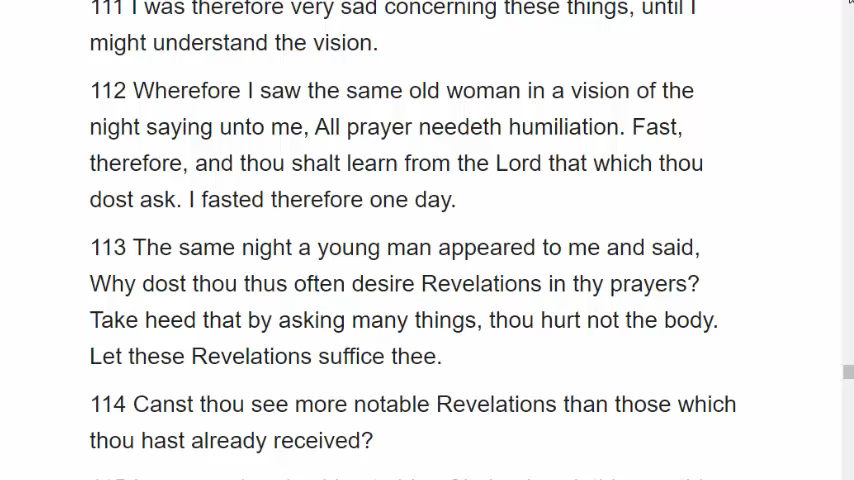 111 I was therefore very sad concerning these things, until I
might understand the vision.
112 Wherefore I saw the same old woman in a vision of the
night saying unto me, All prayer needeth humiliation. Fast,
therefore, and thou shalt learn from the Lord that which thou
dost ask. I fasted therefore one day.
113 The same night a young man appeared to me and said,
Why dost thou thus often desire Revelations in thy prayers?
Take heed that by asking many things, thou hurt not the body.
Let these Revelations suffice thee.
114 Canst thou see more notable Revelations than those which
thou hast already received?